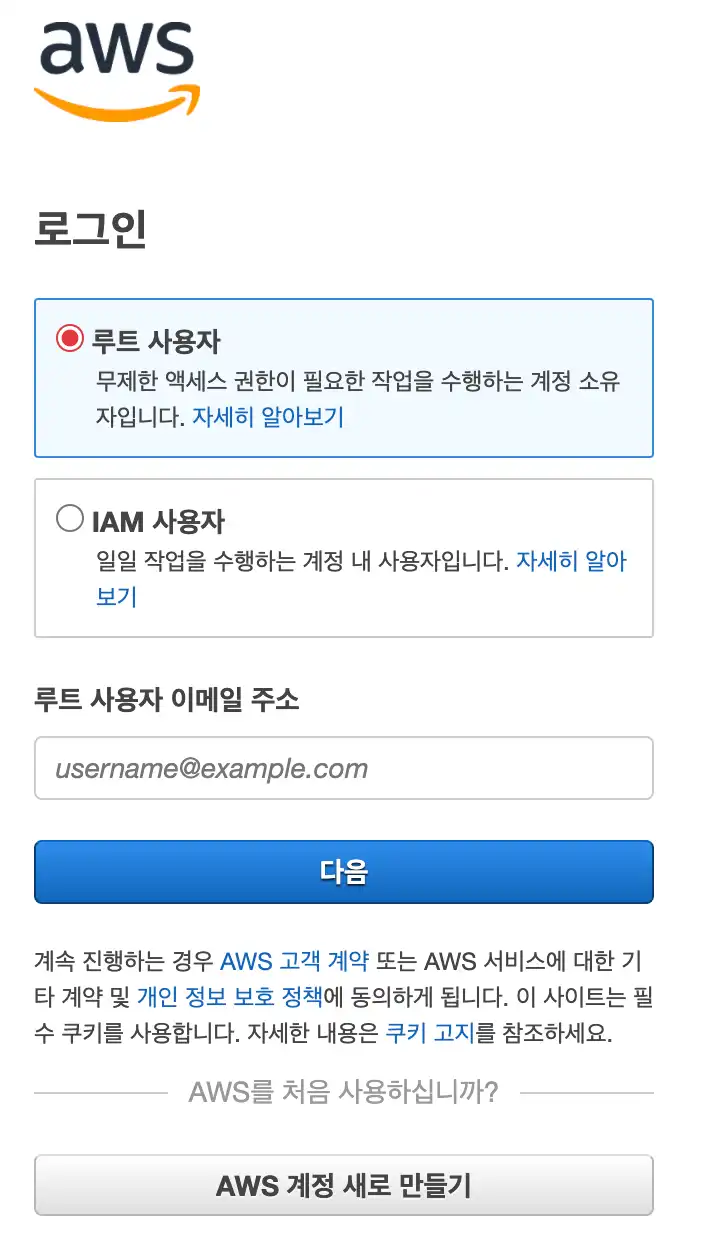 aws
로그인
루트 사용자
무제한 액세스 권한이 필요한 작업을 수행하는 계정 소유
자입니다. 자세히 알아보기
IAM 사용자
일일 작업을 수행하는 계정 내 사용자입니다. 자세히 알아
보기
루트 사용자 이메일 주소
username@example.com
다음
계속 진행하는 경우 AWS 고객 계약 또는 AWS 서비스에 대한 기
타 계약 및 개인 정보 보호 정책에 동의하게 됩니다. 이 사이트는 필
수 쿠키를 사용합니다. 자세한 내용은 쿠키 고지를 참조하세요.
AWS를 처음 사용하십니까?
AWS 계정 새로 만들기